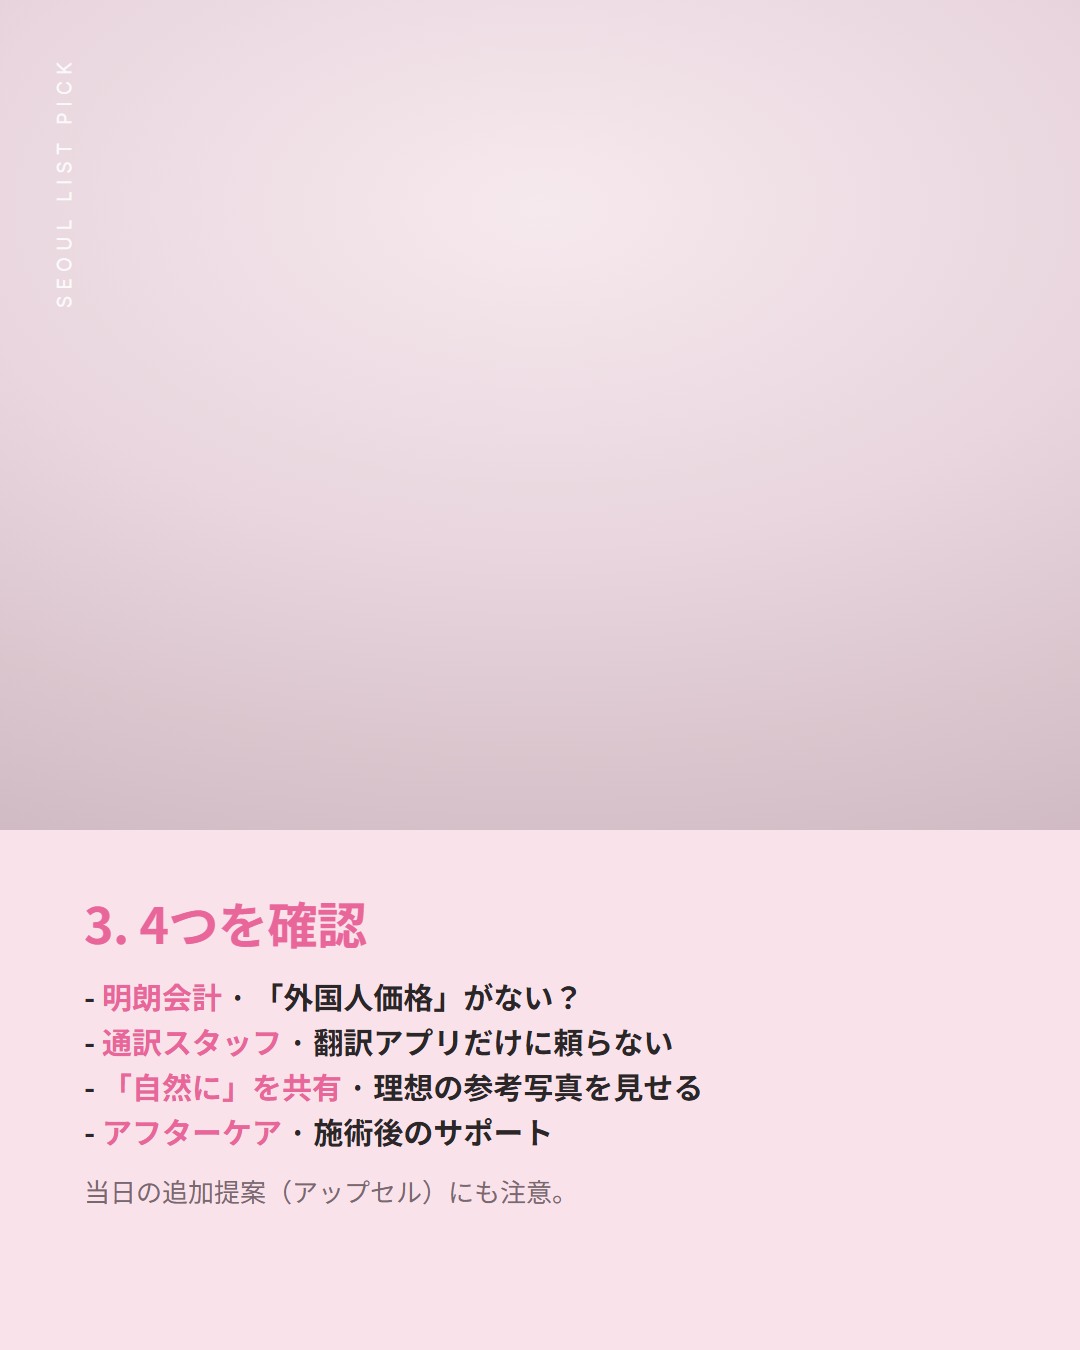 SEOUL LIST PICK
3. 4つを確認
- 明朗会計 · 「外国人価格」がない？
- 通訳スタッフ · 翻訳アプリだけに頼らない
- 「自然に」を共有 · 理想の参考写真を見せる
- アフターケア · 施術後のサポート
当日の追加提案（アップセル）にも注意。